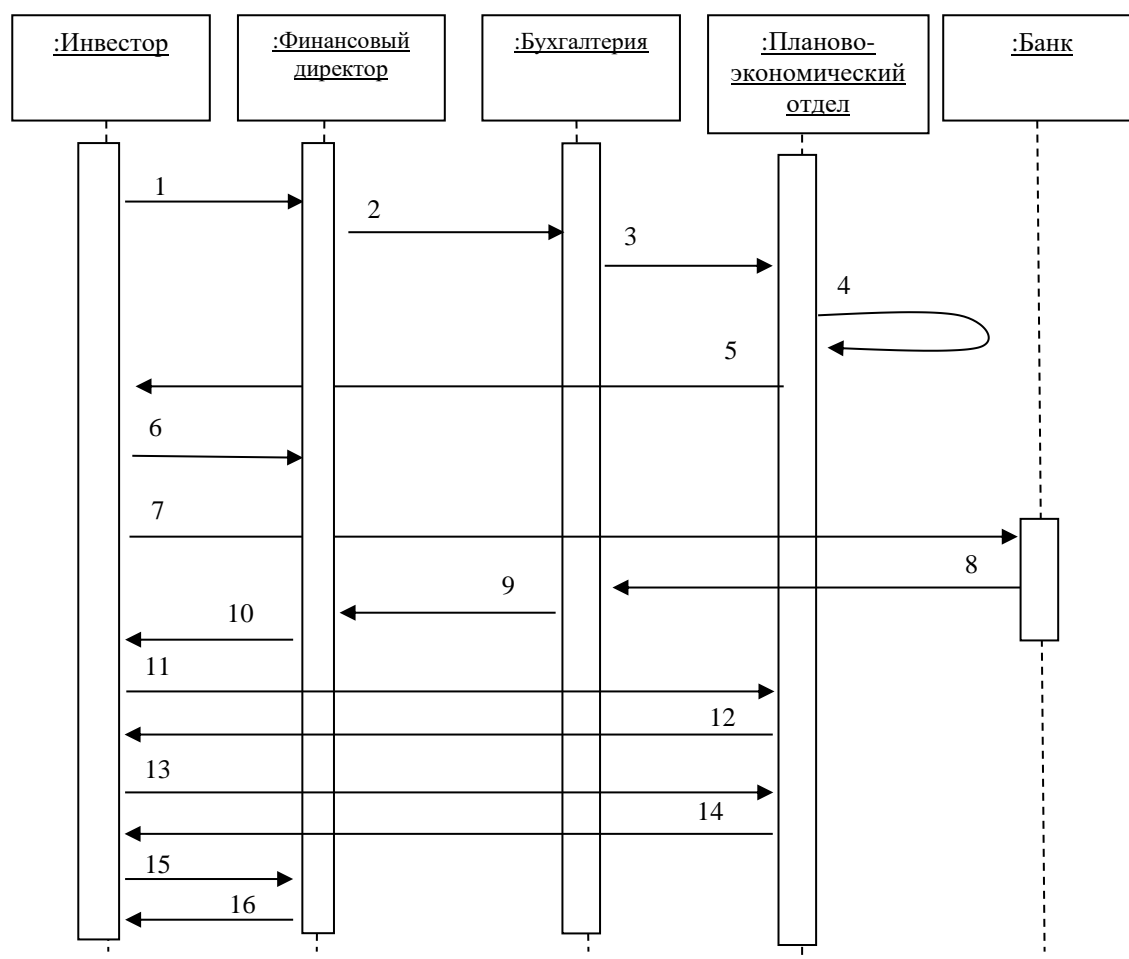 :Инвестор
:Финансовый
директор
:Бухгалтерия
:Планово-
экономический
отдел
:Банк
1
2
3
4
5
6
7
8
9
10
11
12
13
14
15
16